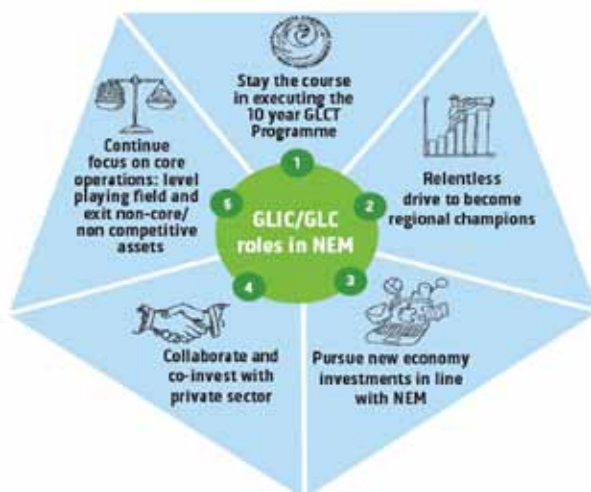 Stay the course
in executing the
10 year GLCT
Programme
1
Relentless
drive to become
regional champions
2
Pursue new economy
investments in line
with NEM
3
Collaborate and
co-invest with
private sector
4
Continue
focus on core
operations: level
playing field and
exit non-core/
non competitive
assets
5
GLIC/GLC
roles in NEM